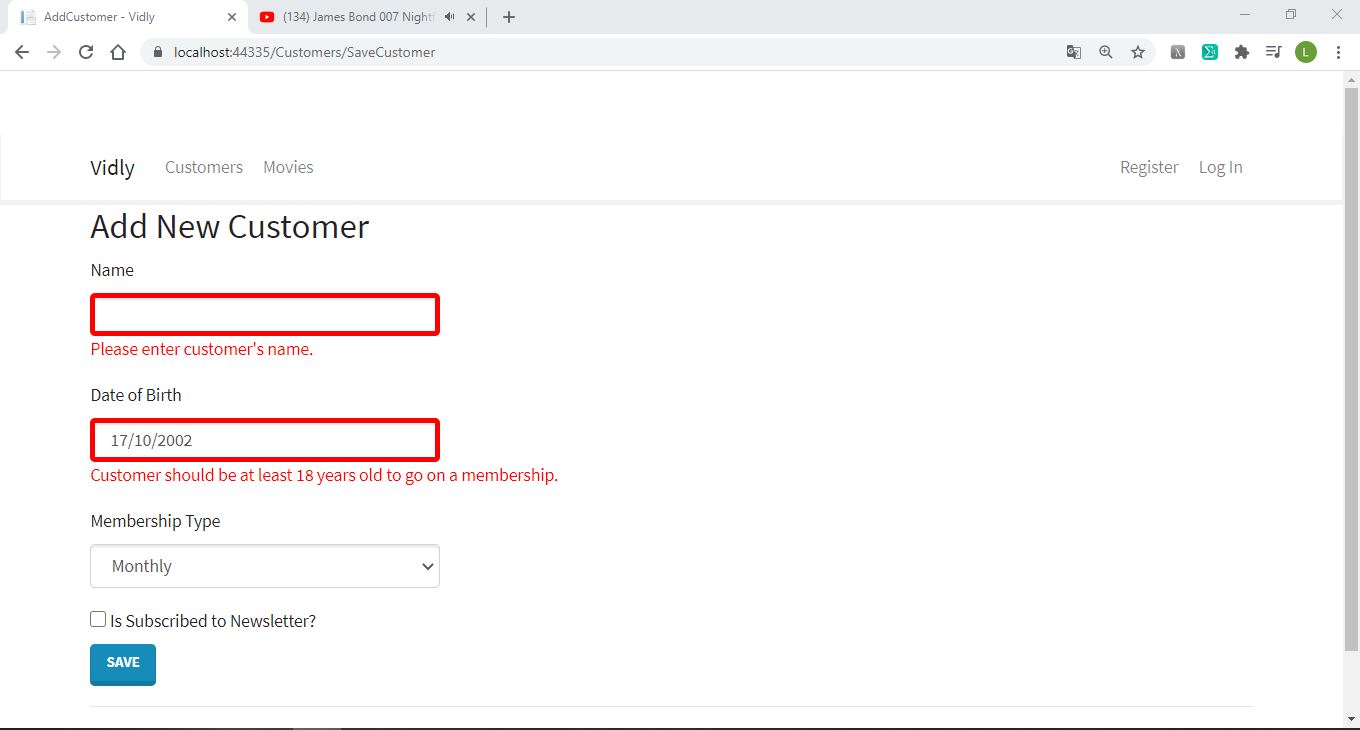 AddCustomer - Vidly
(134) James Bond 007 Nightf
localhost:44335/Customers/SaveCustomer
L
Vidly Customers Movies Register Log In
Add New Customer
Name
Please enter customer's name.
Date of Birth
17/10/2002
Customer should be at least 18 years old to go on a membership.
Membership Type
Monthly
Is Subscribed to Newsletter?
SAVE